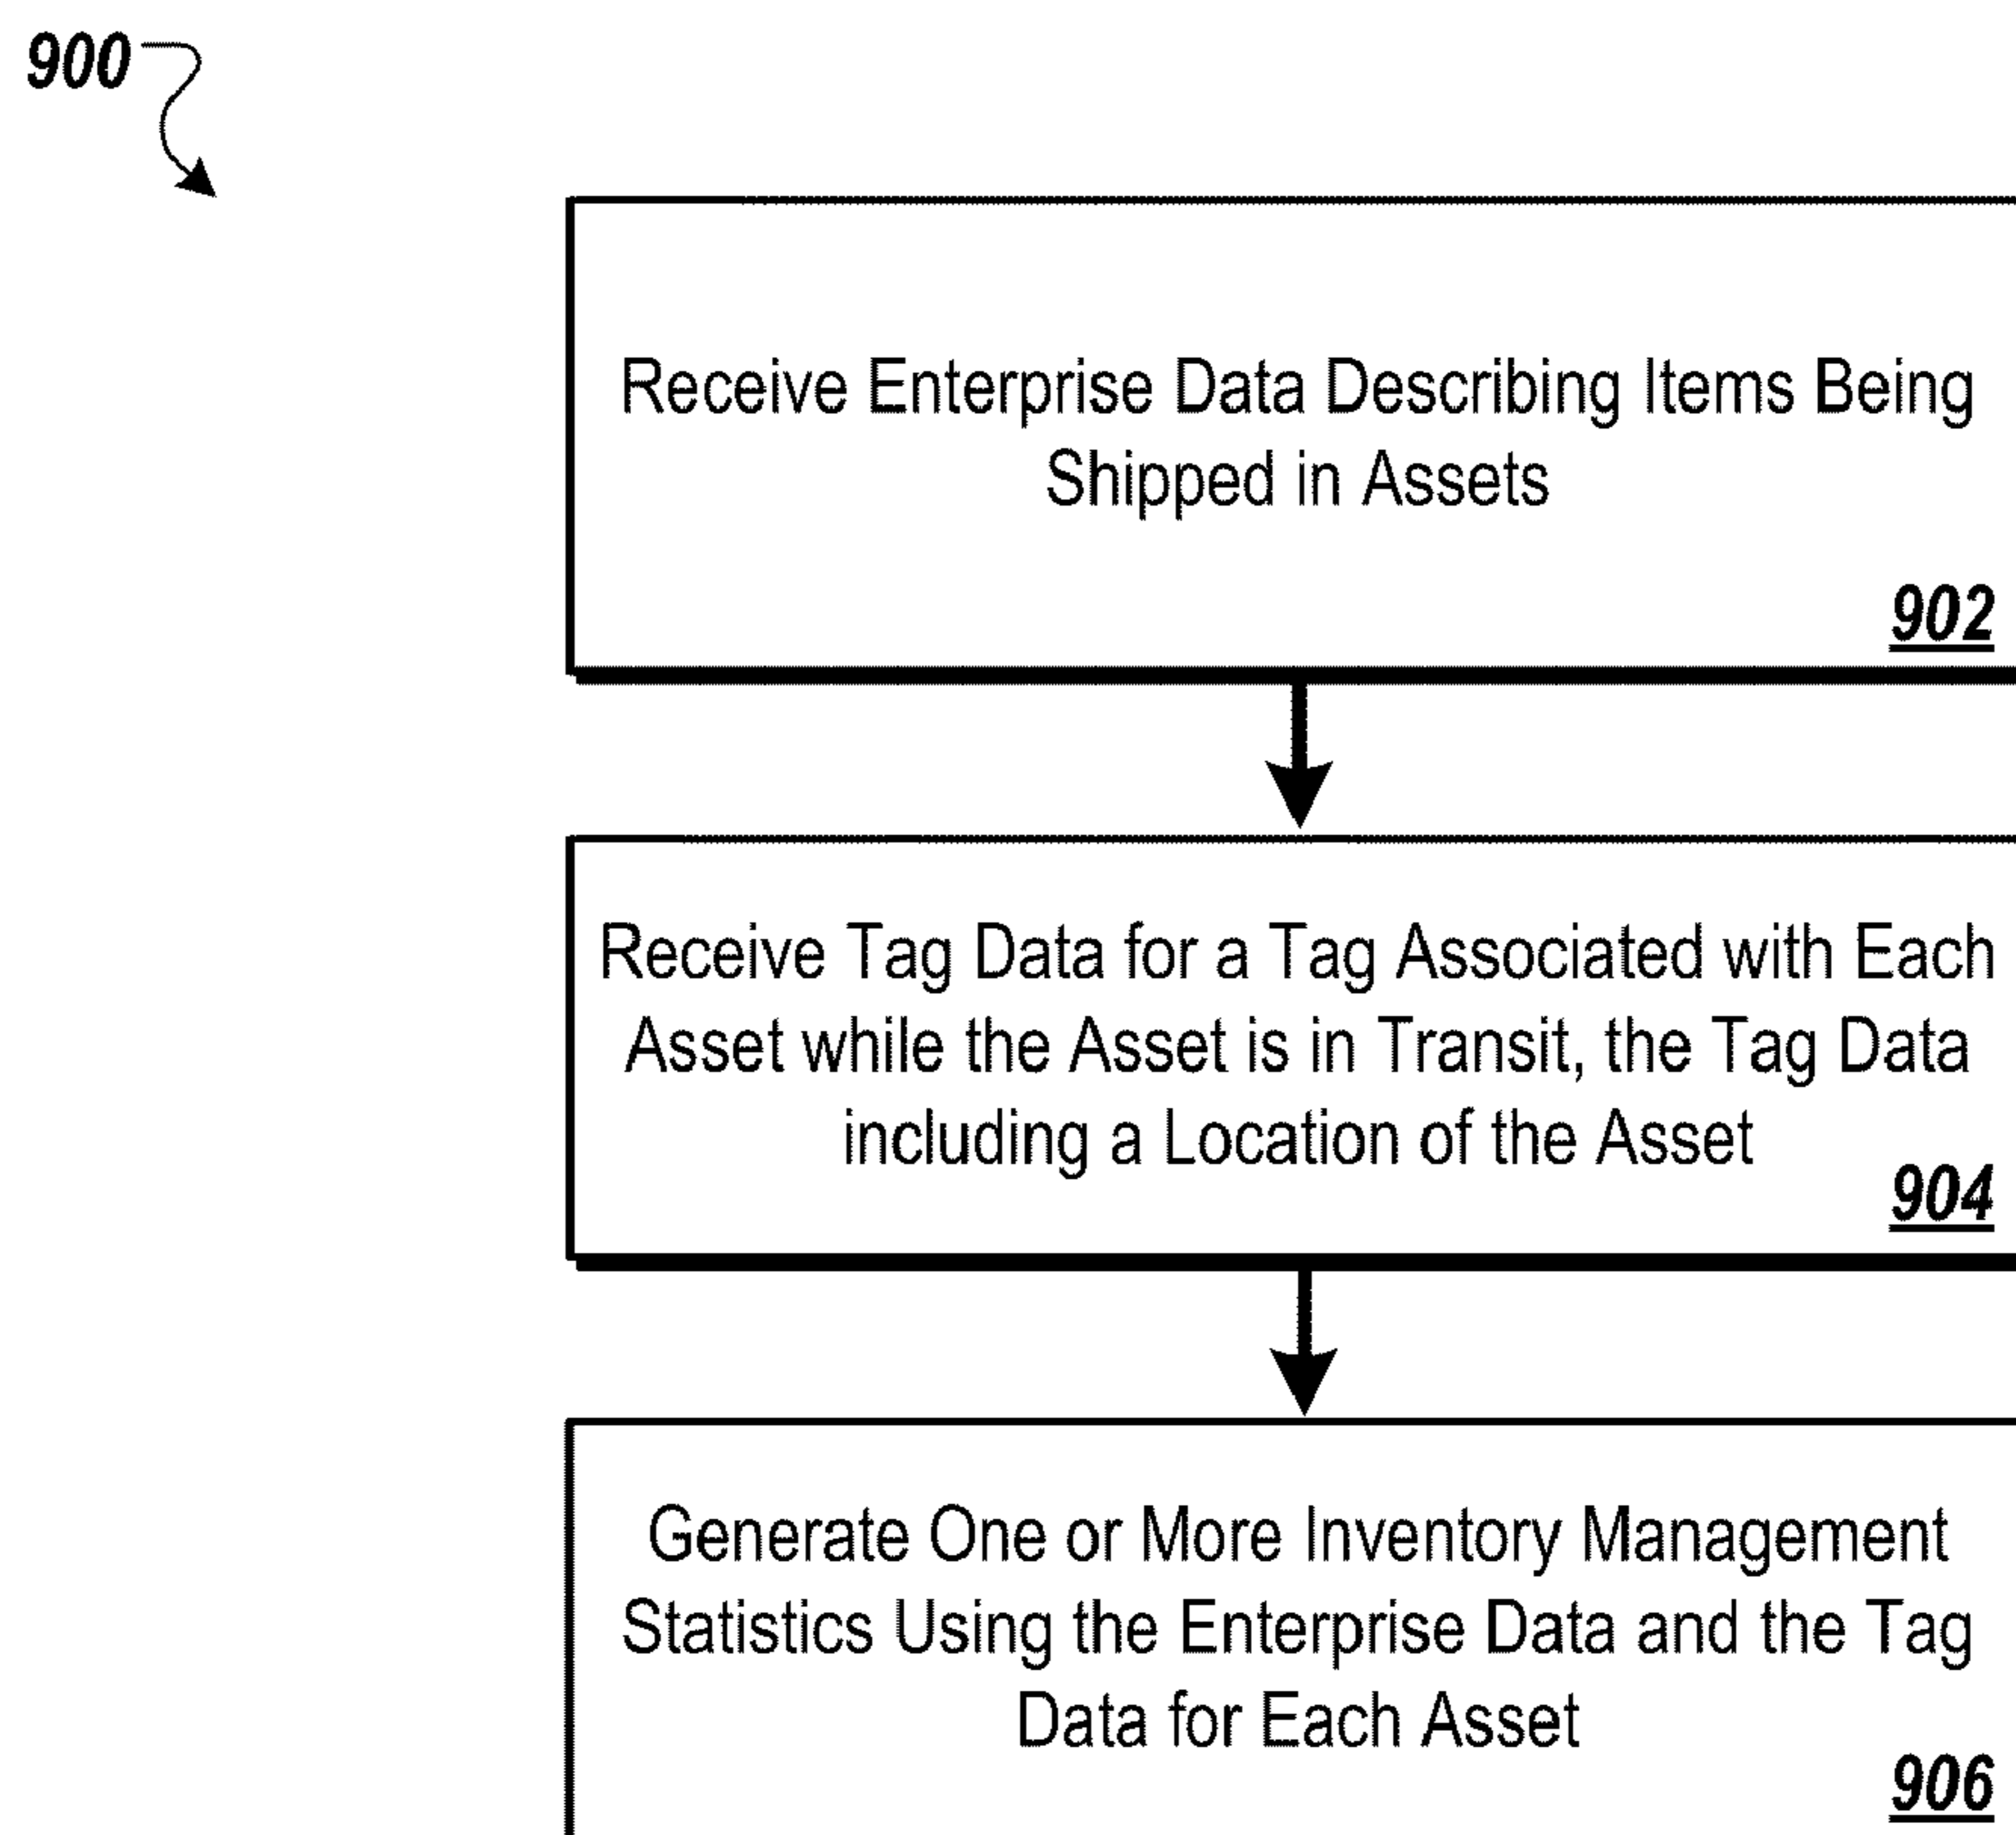 900
Receive Enterprise Data Describing Items Being
Shipped in Assets
902
Receive Tag Data for a Tag Associated with Each
Asset while the Asset is in Transit, the Tag Data
including a Location of the Asset
904
Generate One or More Inventory Management
Statistics Using the Enterprise Data and the Tag
Data for Each Asset
906